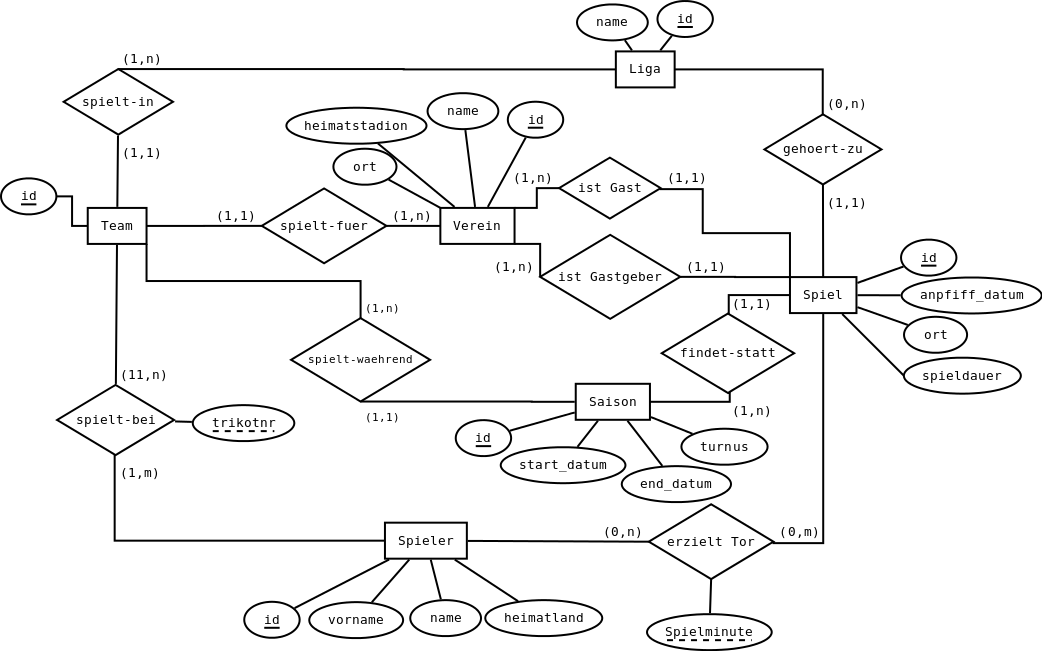 name
id
(1,n)
Liga
heimatstadion
name
id
spielt-in
(0,n)
gehoert-zu
(1,1)
ort
(1,n)
ist Gast
(1,1)
id
(1,1)
Team
(1,1)
spielt-fuer
(1,n)
Verein
(1,n)
ist Gastgeber
(1,1)
id
Spiel
anpfiff_datum
(1,n)
(1,1)
ort
spielt-waehrend
findet-statt
(11,n)
spieldauer
Saison
(1,1)
(1,n)
spielt-bei
trikotnr
id
turnus
start_datum
(1,m)
end_datum
(0,n)
(0,m)
Spieler
erzielt Tor
id
vorname
name
heimatland
Spielminute